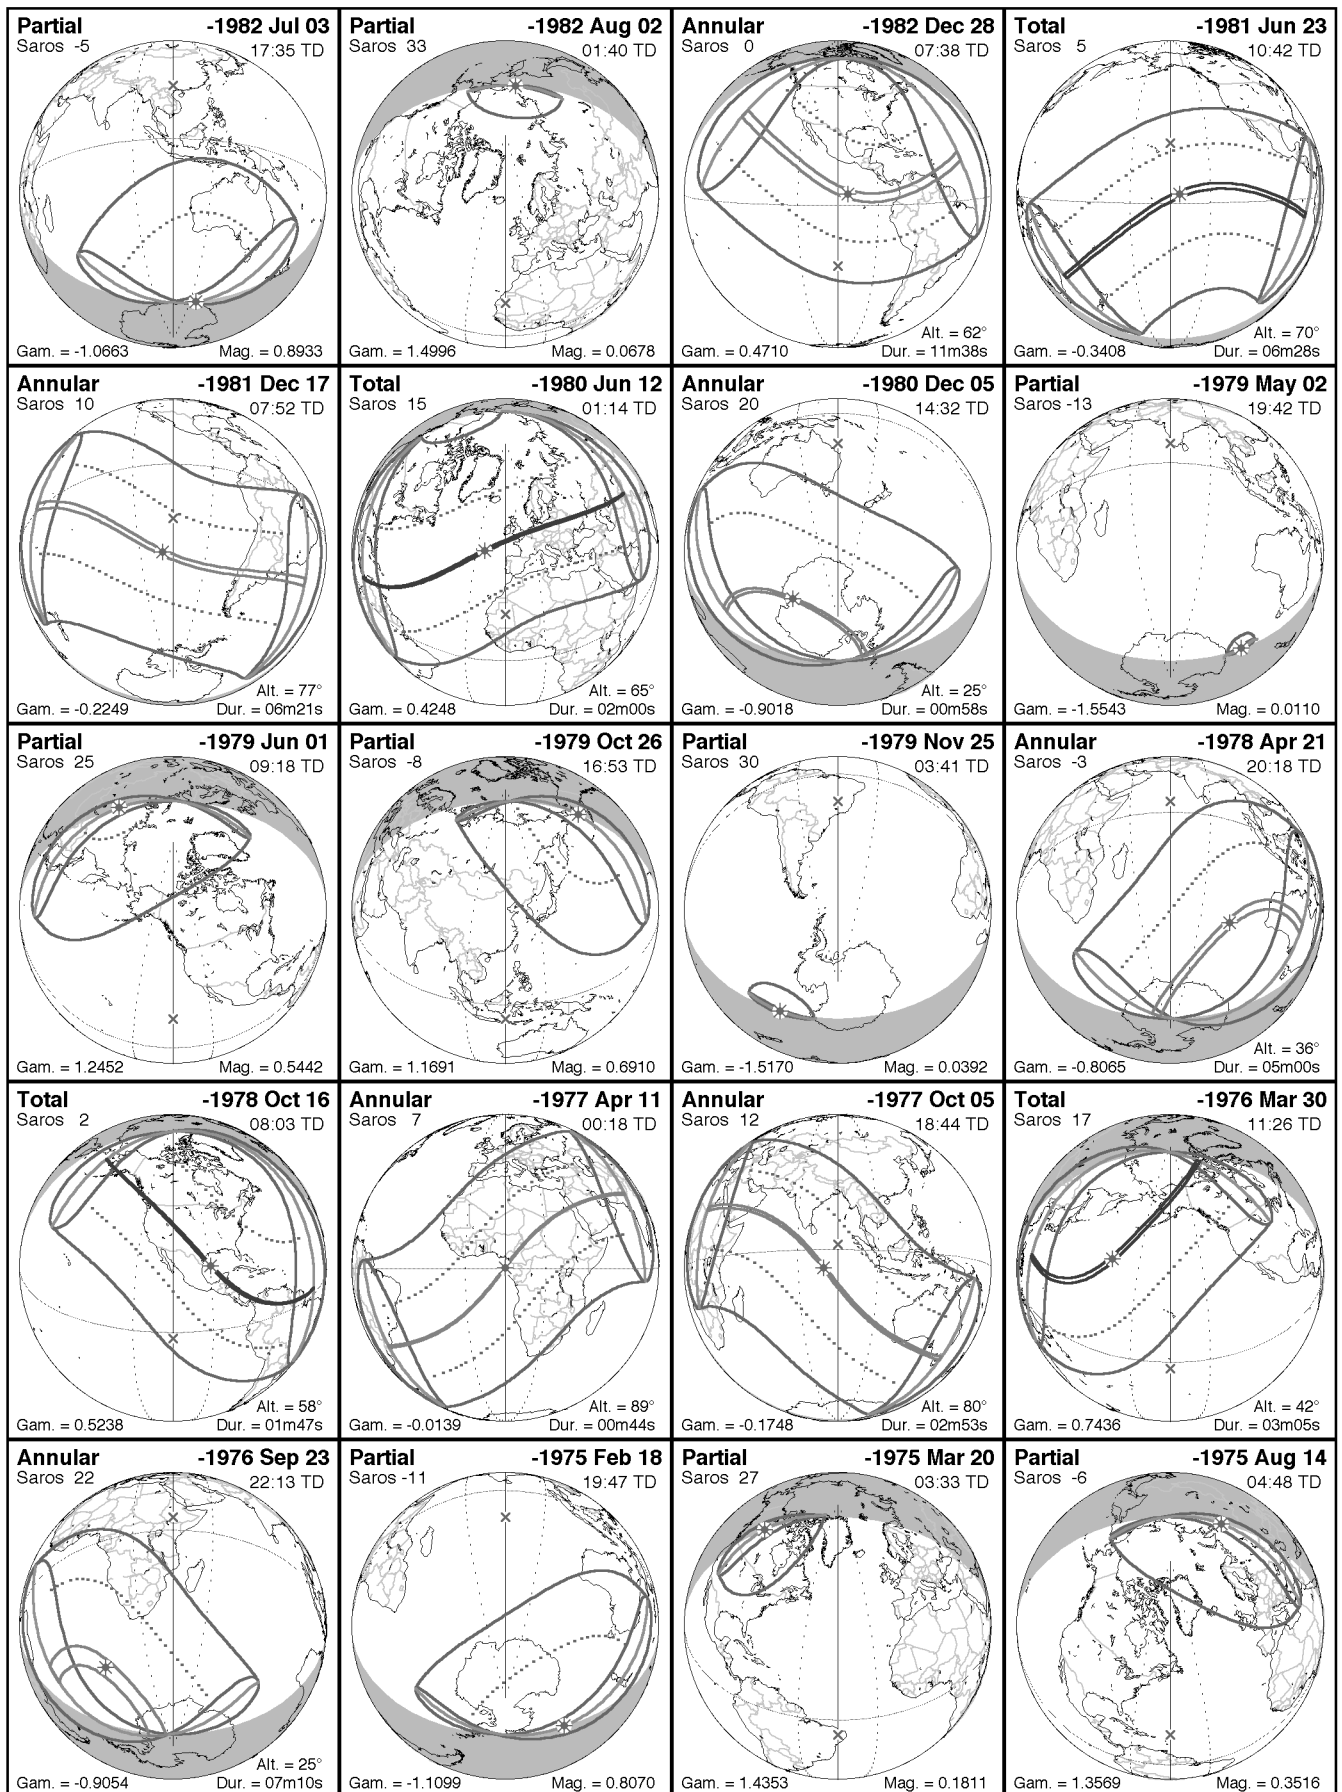 Partial -1982 Jul 03
Saros -5 17:35 TD
Gam. = -1.0663 Mag. = 0.8933
Partial -1982 Aug 02
Saros 33 01:40 TD
Gam. = 1.4996 Mag. = 0.0678
Annular -1982 Dec 28
Saros 0 07:38 TD
Alt. = 62°
Gam. = 0.4710 Dur. = 11m38s
Total -1981 Jun 23
Saros 5 10:42 TD
Alt. = 70°
Gam. = -0.3408 Dur. = 06m28s
Annular -1981 Dec 17
Saros 10 07:52 TD
Alt. = 77°
Gam. = -0.2249 Dur. = 06m21s
Total -1980 Jun 12
Saros 15 01:14 TD
Alt. = 65°
Gam. = 0.4248 Dur. = 02m00s
Annular -1980 Dec 05
Saros 20 14:32 TD
Alt. = 25°
Gam. = -0.9018 Dur. = 00m58s
Partial -1979 May 02
Saros -13 19:42 TD
Gam. = -1.5543 Mag. = 0.0110
Partial -1979 Jun 01
Saros 25 09:18 TD
Gam. = 1.2452 Mag. = 0.5442
Partial -1979 Oct 26
Saros -8 16:53 TD
Gam. = 1.1691 Mag. = 0.6910
Partial -1979 Nov 25
Saros 30 03:41 TD
Gam. = -1.5170 Mag. = 0.0392
Annular -1978 Apr 21
Saros -3 20:18 TD
Alt. = 36°
Gam. = -0.8065 Dur. = 05m00s
Total -1978 Oct 16
Saros 2 08:03 TD
Alt. = 58°
Gam. = 0.5238 Dur. = 01m47s
Annular -1977 Apr 11
Saros 7 00:18 TD
Alt. = 89°
Gam. = -0.0139 Dur. = 00m44s
Annular -1977 Oct 05
Saros 12 18:44 TD
Alt. = 80°
Gam. = -0.1748 Dur. = 02m53s
Total -1976 Mar 30
Saros 17 11:26 TD
Alt. = 42°
Gam. = 0.7436 Dur. = 03m05s
Annular -1976 Sep 23
Saros 22 22:13 TD
Alt. = 25°
Gam. = -0.9054 Dur. = 07m10s
Partial -1975 Feb 18
Saros -11 19:47 TD
Gam. = -1.1099 Mag. = 0.8070
Partial -1975 Mar 20
Saros 27 03:33 TD
Gam. = 1.4353 Mag. = 0.1811
Partial -1975 Aug 14
Saros -6 04:48 TD
Gam. = 1.3569 Mag. = 0.3516